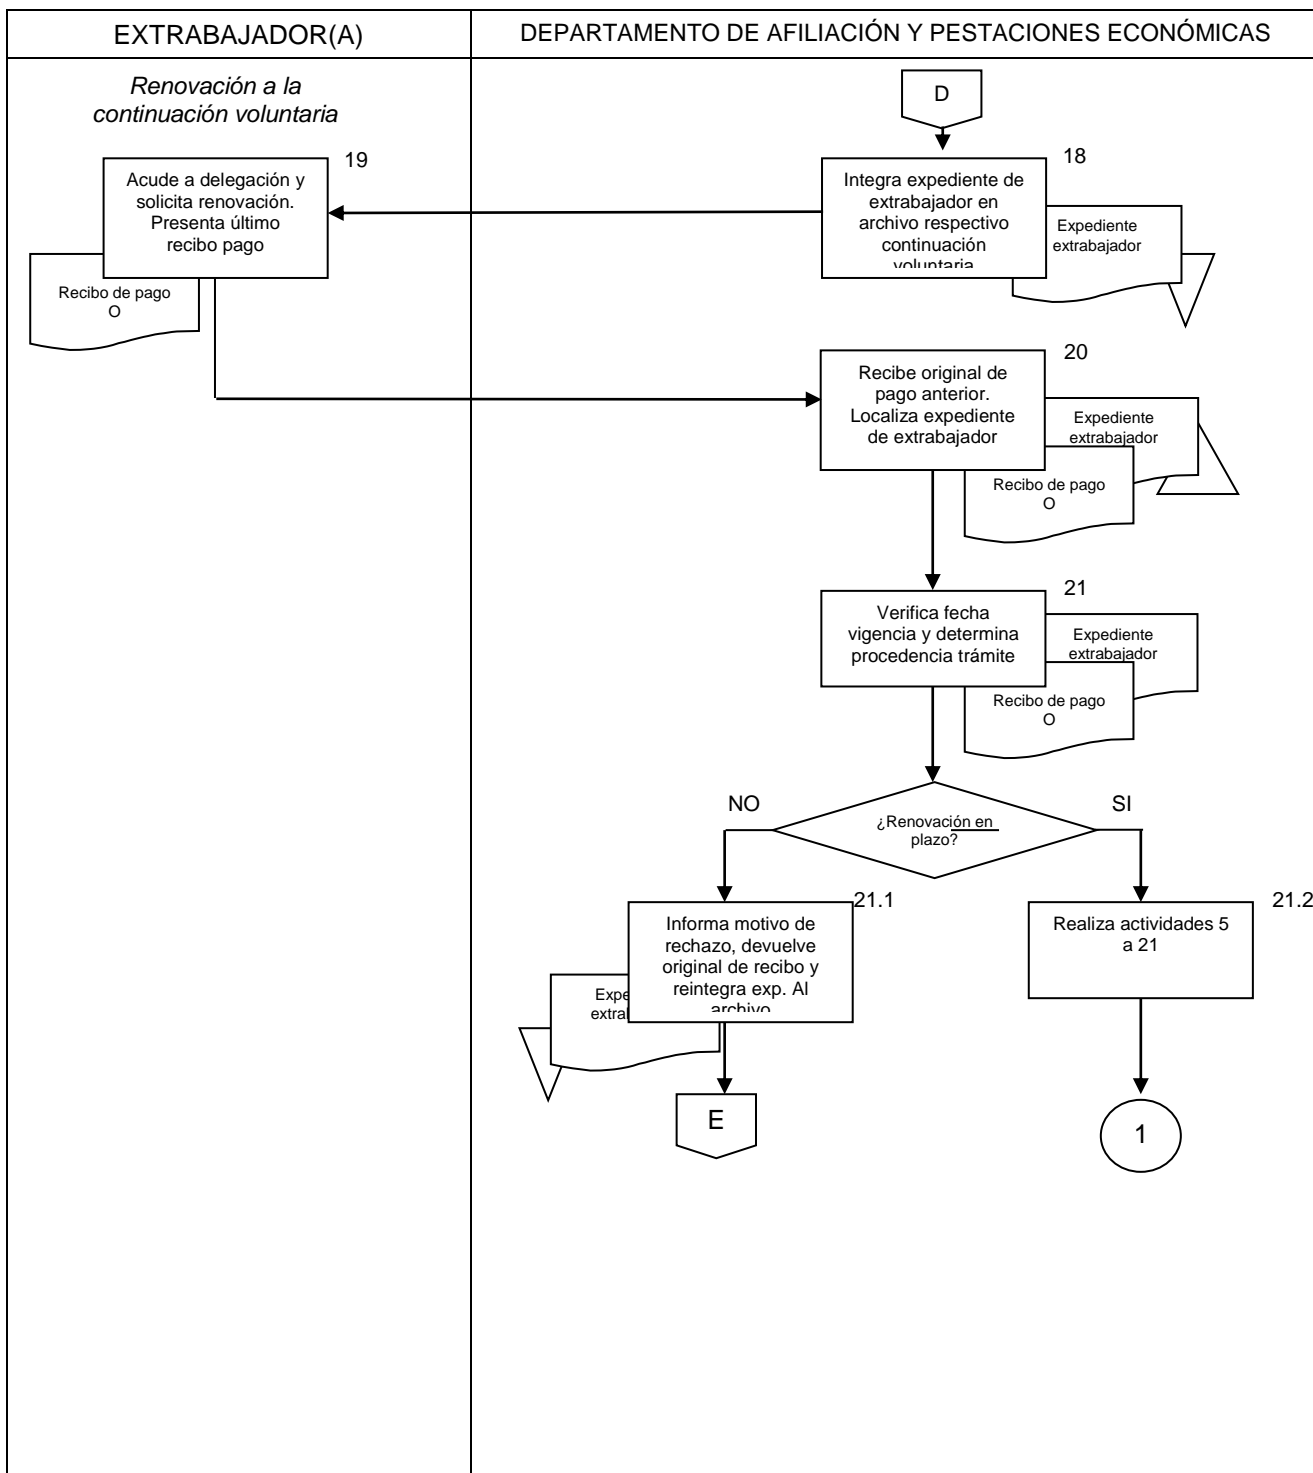 EXTRABAJADOR(A)
DEPARTAMENTO DE AFILIACIÓN Y PESTACIONES ECONÓMICAS
Renovación a la
continuación voluntaria
D
19
Acude a delegación y
solicita renovación.
Presenta último
recibo pago
Recibo de pago
O
18
Integra expediente de
extrabajador en
archivo respectivo
continuación
voluntaria
Expediente
extrabajador
20
Recibe original de
pago anterior.
Localiza expediente
de extrabajador
Expediente
extrabajador
Recibo de pago
O
21
Verifica fecha
vigencia y determina
procedencia trámite
Expediente
extrabajador
Recibo de pago
O
NO
¿Renovación en
plazo?
SI
21.1
Informa motivo de
rechazo, devuelve
original de recibo y
reintegra exp. Al
archivo
Expe
extra
21.2
Realiza actividades 5
a 21
E
1